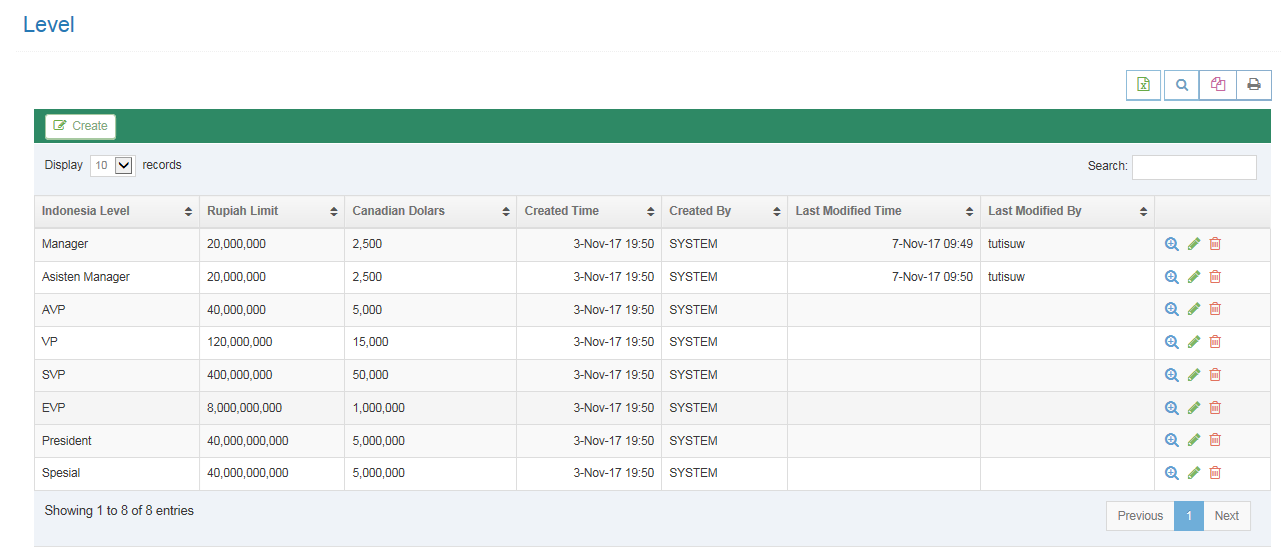 Level
Create
Display 10 records Search:
Indonesia Level Rupiah Limit Canadian Dolars Created Time Created By Last Modified Time Last Modified By
Manager 20,000,000 2,500 3-Nov-17 19:50 SYSTEM 7-Nov-17 09:49 tutisuw
Asisten Manager 20,000,000 2,500 3-Nov-17 19:50 SYSTEM 7-Nov-17 09:50 tutisuw
AVP 40,000,000 5,000 3-Nov-17 19:50 SYSTEM
VP 120,000,000 15,000 3-Nov-17 19:50 SYSTEM
SVP 400,000,000 50,000 3-Nov-17 19:50 SYSTEM
EVP 8,000,000,000 1,000,000 3-Nov-17 19:50 SYSTEM
President 40,000,000,000 5,000,000 3-Nov-17 19:50 SYSTEM
Spesial 40,000,000,000 5,000,000 3-Nov-17 19:50 SYSTEM
Showing 1 to 8 of 8 entries
Previous 1 Next